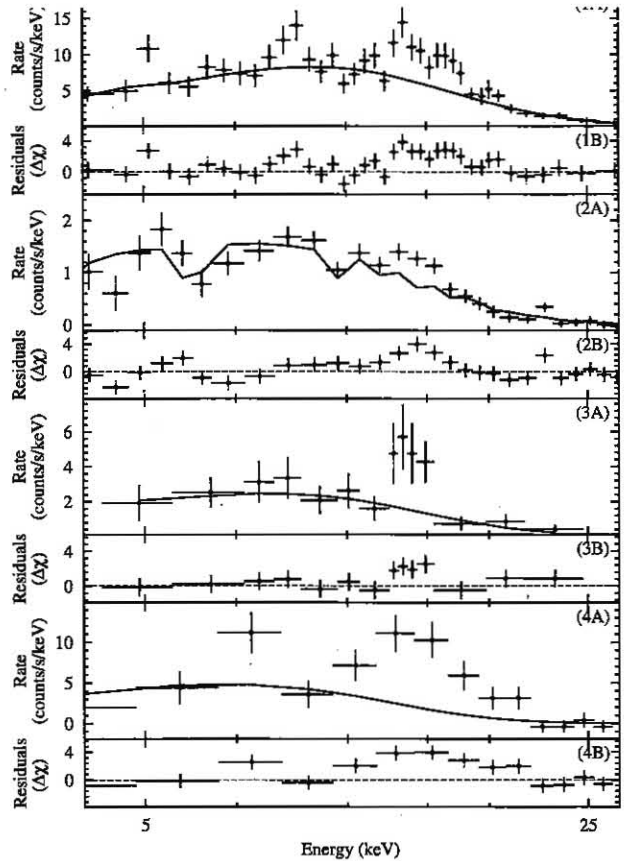 (1A)
15
10
5
0
Rate
(counts/s/keV)
(1B)
4
0
Residuals
(Δχ)
(2A)
2
1
0
Rate
(counts/s/keV)
(2B)
4
0
Residuals
(Δχ)
(3A)
6
4
2
Rate
(counts/s/keV)
(3B)
4
0
Residuals
(Δχ)
(4A)
10
5
0
Rate
(counts/s/keV)
(4B)
4
0
Residuals
(Δχ)
5
25
Energy (keV)